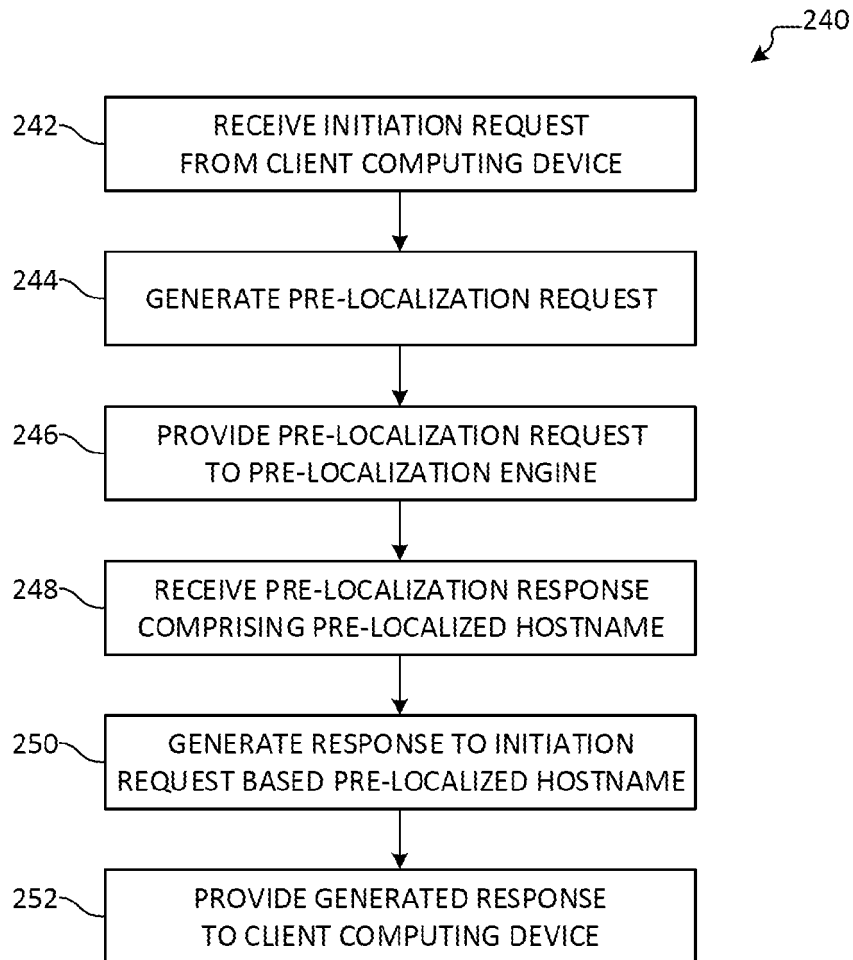 240
242
RECEIVE INITIATION REQUEST
FROM CLIENT COMPUTING DEVICE
244
GENERATE PRE-LOCALIZATION REQUEST
246
PROVIDE PRE-LOCALIZATION REQUEST
TO PRE-LOCALIZATION ENGINE
248
RECEIVE PRE-LOCALIZATION RESPONSE
COMPRISING PRE-LOCALIZED HOSTNAME
250
GENERATE RESPONSE TO INITIATION
REQUEST BASED PRE-LOCALIZED HOSTNAME
252
PROVIDE GENERATED RESPONSE
TO CLIENT COMPUTING DEVICE